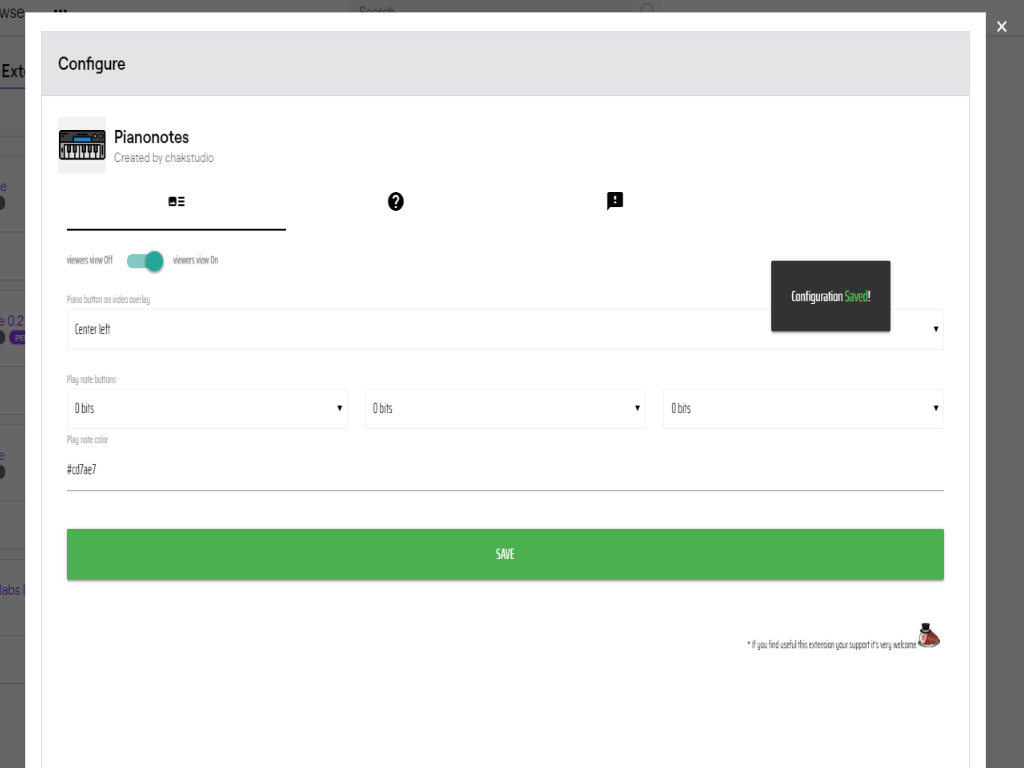 wse
Search
Exte
Configure
Pianonotes
Created by chakstudio
viewers view Off
viewers view On
Configuration Saved!
Piano button on video overlay
Center left
e 0.2
PE
Play note buttons
0 bits
0 bits
0 bits
Play note color
#cd7ae7
SAVE
labs
* If you find useful this extension your support it's very welcome